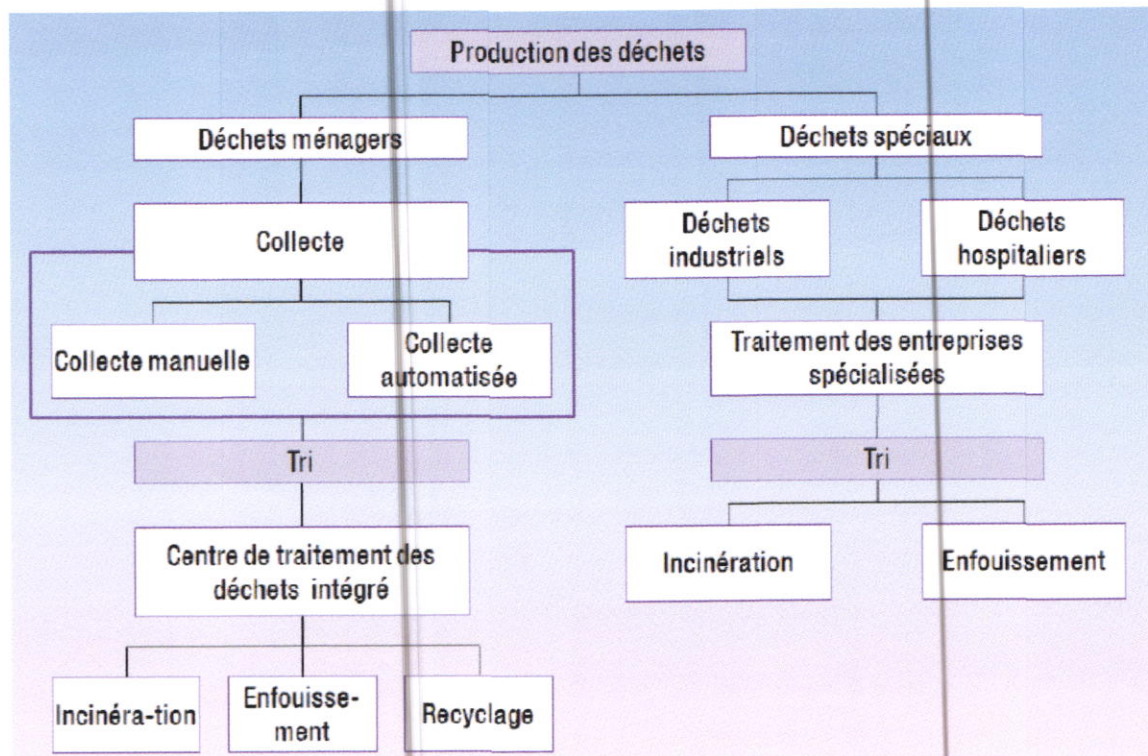 Production des déchets
Déchets ménagers
Déchets spéciaux
Collecte
Déchets
industriels
Déchets
hospitaliers
Collecte manuelle
Collecte
automatisée
Traitement des entreprises
spécialisées
Tri
Tri
Centre de traitement des
déchets intégré
Incinération
Enfouissement
Incinéra-tion
Enfouisse-
ment
Recyclage